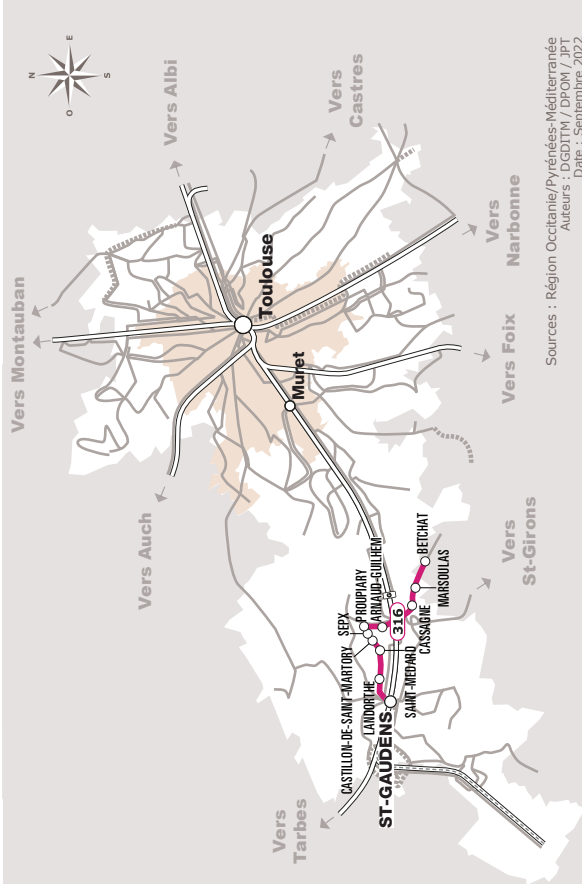 N
E
S
O
Vers Albi
Vers
Castres
Vers Montauban
Toulouse
Vers
Narbonne
Muret
Vers Foix
Vers Auch
Vers
St-Girons
CASTILLON-DE-SAINT-MARTORY
SEPX
PROUPIARY
ARNAUD-GUILHEM
LANDORTHE
SAINT-MEDARD
316
CASSAGNE
MARSOULAS
BETCHAT
ST-GAUDENS
Vers
Tarbes
Sources : Région Occitanie/Pyrénées-Méditerranée
Auteurs : DGDITM / DPOM / JPT
Date : Septembre 2022